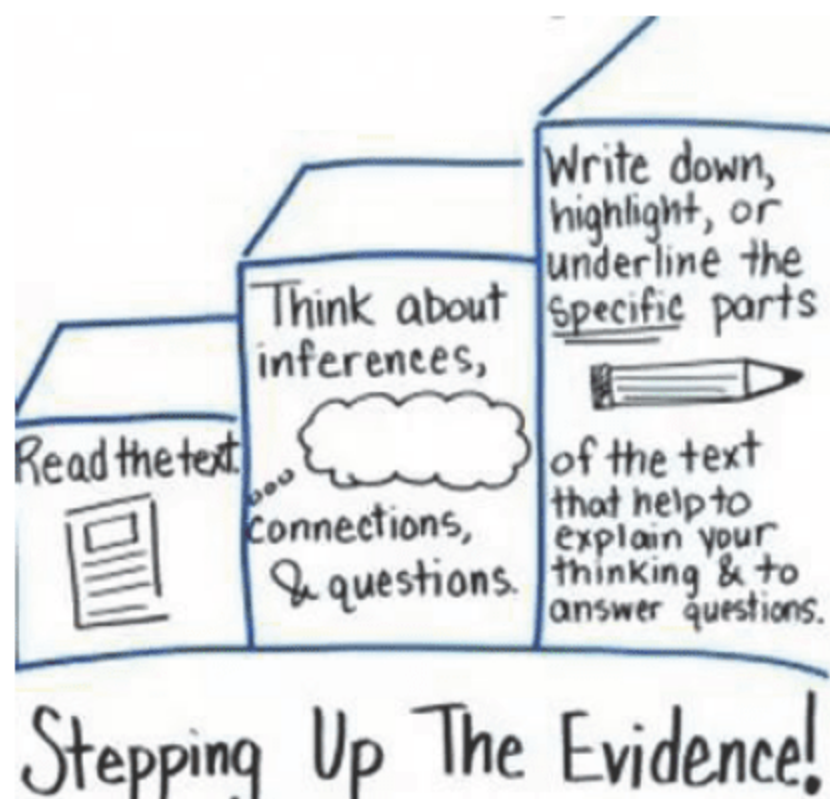 Read the text.
Think about
inferences,
connections,
& questions.
Write down,
highlight, or
underline the
specific parts
of the text
that help to
explain your
thinking & to
answer questions.
Stepping Up The Evidence!